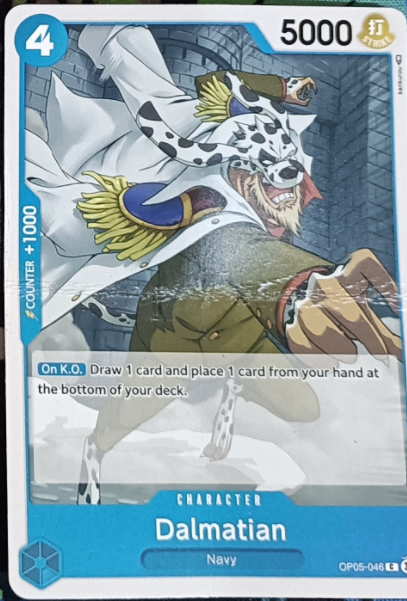 4
5000
打
STRIKE
COUNTER +1000
On K.O. Draw 1 card and place 1 card from your hand at
the bottom of your deck.
CHARACTER
Dalmatian
Navy
OP05-046 C